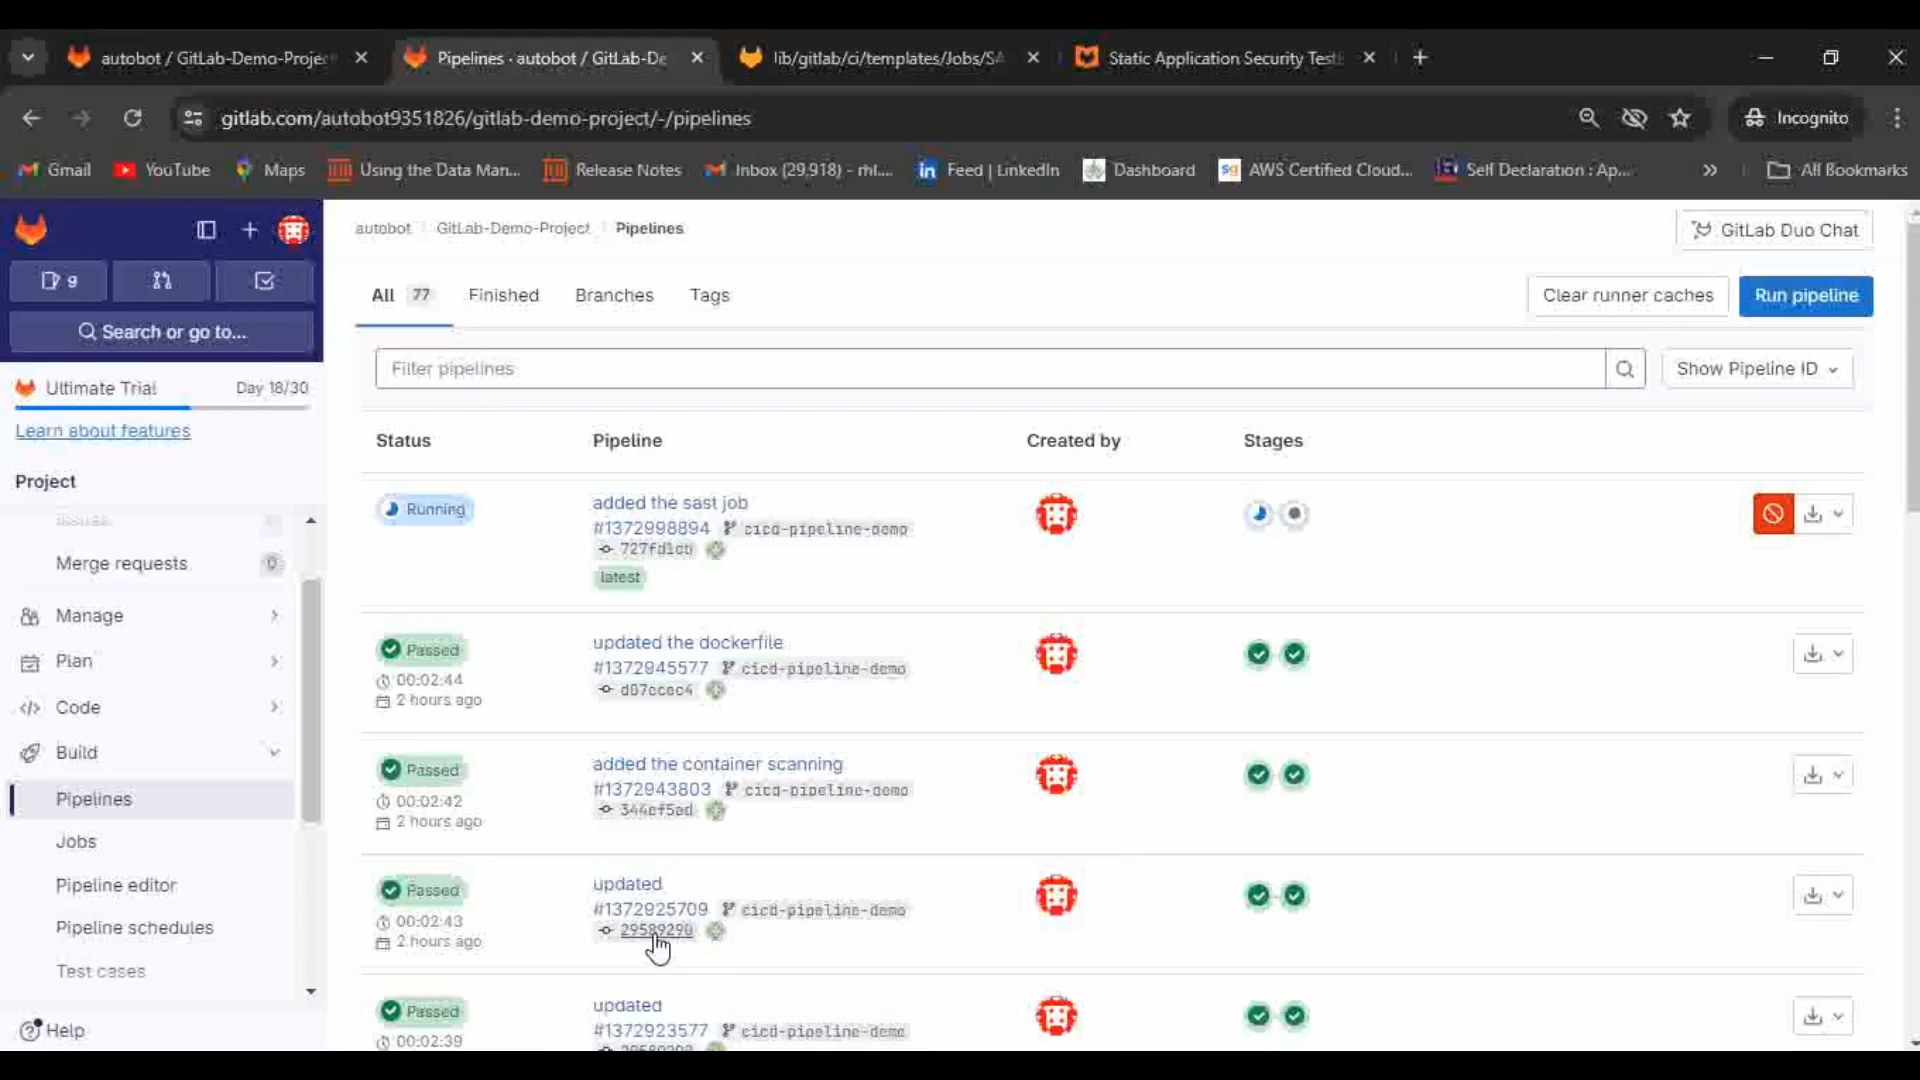 autobot / GitLab-Demo-Projec
Pipelines · autobot / GitLab-De
lib/gitlab/ci/templates/Jobs/SA
Static Application Security Testi
gitlab.com/autobot9351826/gitlab-demo-project/-/pipelines
Incognito
Gmail
YouTube
Maps
Using the Data Man...
Release Notes
Inbox (29,918) - rhl....
Feed | LinkedIn
Dashboard
AWS Certified Cloud...
Self Declaration : Ap...
All Bookmarks
autobot
GitLab-Demo-Project
Pipelines
GitLab Duo Chat
9
Search or go to...
Ultimate Trial
Day 18/30
Learn about features
Project
Issues
Merge requests
0
Manage
Plan
Code
Build
Pipelines
Jobs
Pipeline editor
Pipeline schedules
Test cases
Help
All 77
Finished
Branches
Tags
Clear runner caches
Run pipeline
Filter pipelines
Show Pipeline ID
Status
Pipeline
Created by
Stages
Running
added the sast job
#1372998894 cicd-pipeline-demo
727fd1cb
latest
Passed
00:02:44
2 hours ago
updated the dockerfile
#1372945577 cicd-pipeline-demo
Passed
00:02:42
2 hours ago
added the container scanning
#1372943803 cicd-pipeline-demo
344ef5ad
Passed
00:02:43
2 hours ago
updated
#1372925709 cicd-pipeline-demo
29589290
Passed
00:02:39
updated
#1372923577 cicd-pipeline-demo